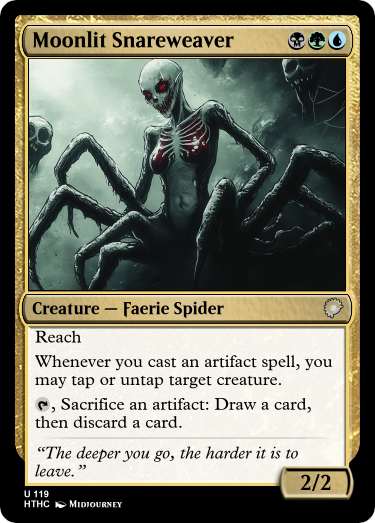 Moonlit Snareweaver
Creature — Faerie Spider
Reach
Whenever you cast an artifact spell, you
may tap or untap target creature.
, Sacrifice an artifact: Draw a card,
then discard a card.
“The deeper you go, the harder it is to
leave.”
2/2
U 119
HTHC MIDJOURNEY